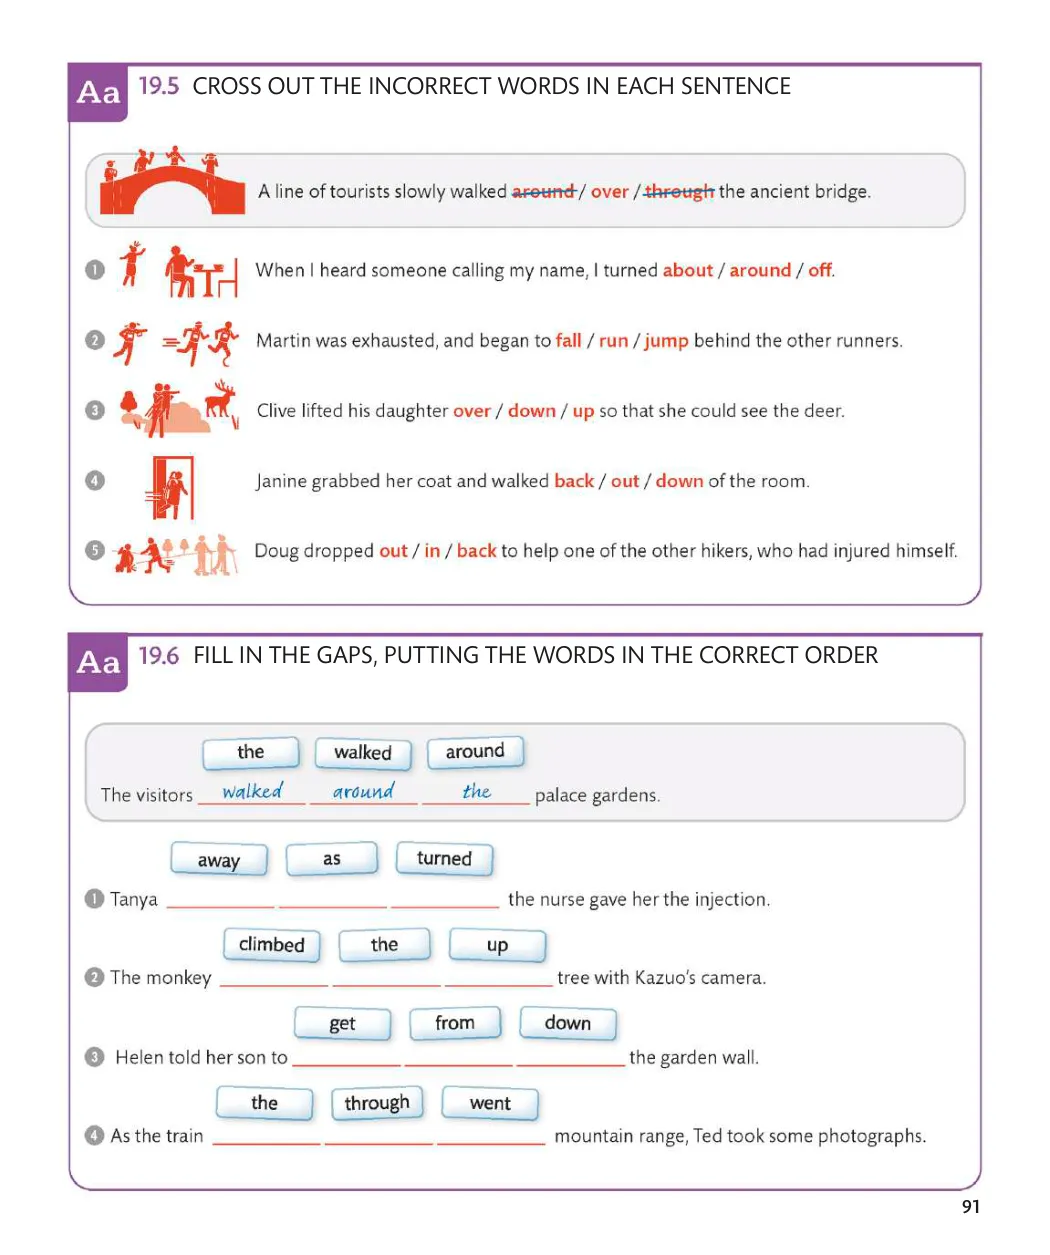 Aa 19.5 CROSS OUT THE INCORRECT WORDS IN EACH SENTENCE
A line of tourists slowly walked around / over / through the ancient bridge.
1 When I heard someone calling my name, I turned about / around / off.
2 Martin was exhausted, and began to fall / run / jump behind the other runners.
3 Clive lifted his daughter over / down / up so that she could see the deer.
4 Janine grabbed her coat and walked back / out / down of the room.
5 Doug dropped out / in / back to help one of the other hikers, who had injured himself.
Aa 19.6 FILL IN THE GAPS, PUTTING THE WORDS IN THE CORRECT ORDER
the walked around
The visitors walked around the palace gardens.
away as turned
1 Tanya the nurse gave her the injection.
climbed the up
2 The monkey tree with Kazuo's camera.
get from down
3 Helen told her son to the garden wall.
the through went
4 As the train mountain range, Ted took some photographs.
91